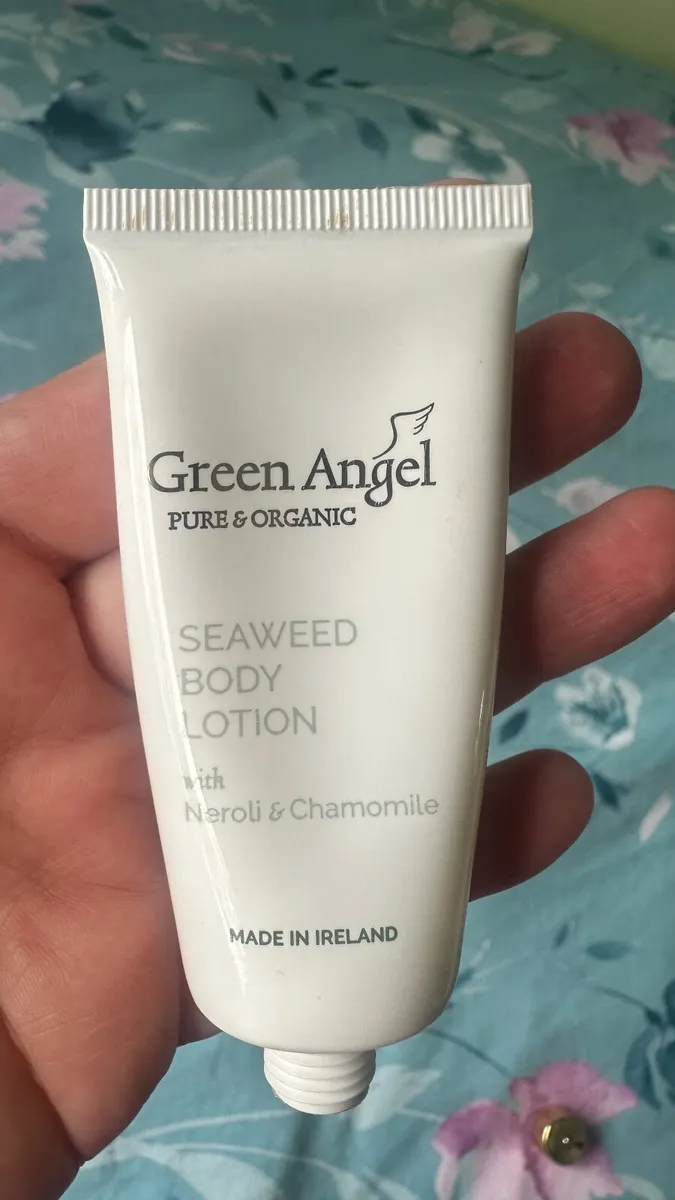 Green Angel
PURE & ORGANIC
SEAWEED
BODY
LOTION
with
Neroli & Chamomile
MADE IN IRELAND